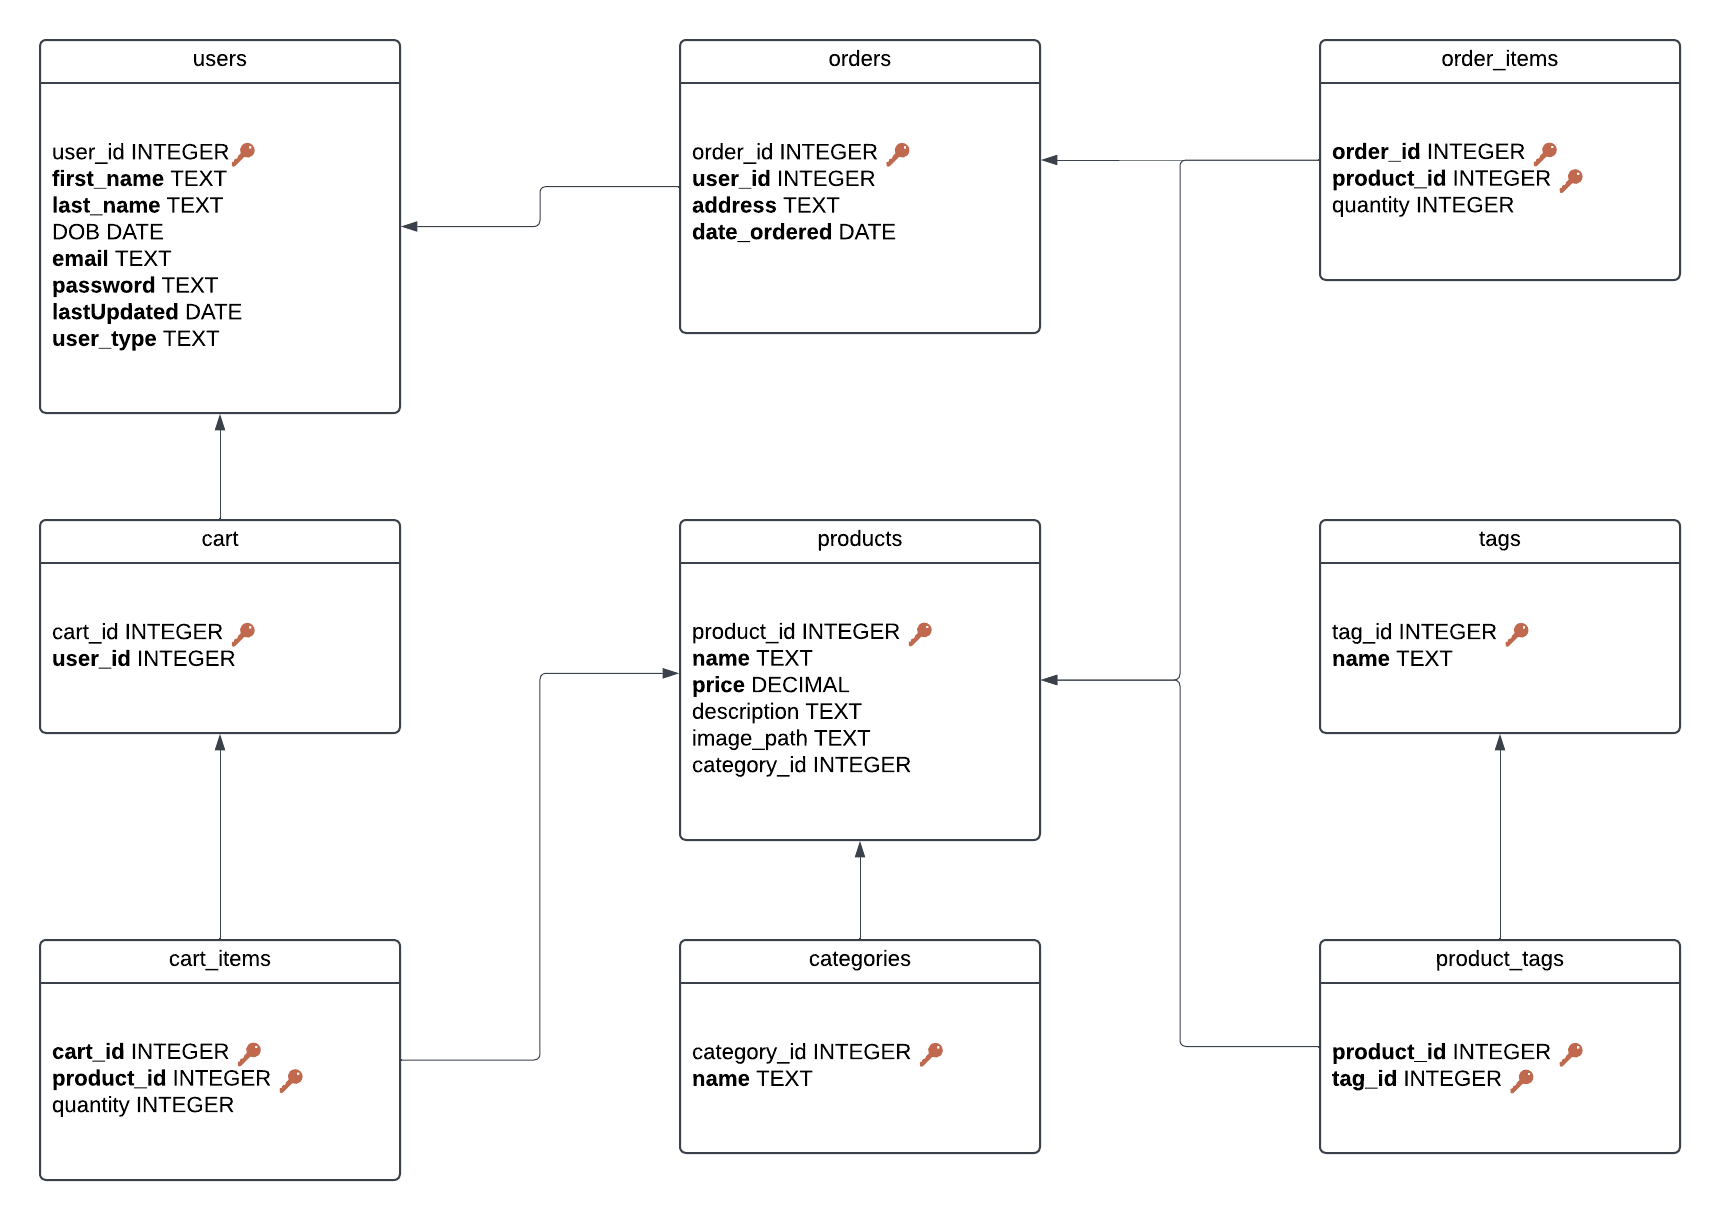 users
user_id INTEGER
first_name TEXT
last_name TEXT
DOB DATE
email TEXT
password TEXT
lastUpdated DATE
user_type TEXT
orders
order_id INTEGER
user_id INTEGER
address TEXT
date_ordered DATE
order_items
order_id INTEGER
product_id INTEGER
quantity INTEGER
cart
cart_id INTEGER
user_id INTEGER
products
product_id INTEGER
name TEXT
price DECIMAL
description TEXT
image_path TEXT
category_id INTEGER
tags
tag_id INTEGER
name TEXT
cart_items
cart_id INTEGER
product_id INTEGER
quantity INTEGER
categories
category_id INTEGER
name TEXT
product_tags
product_id INTEGER
tag_id INTEGER